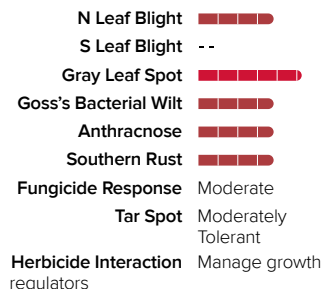 N Leaf Blight
S Leaf Blight --
Gray Leaf Spot
Goss's Bacterial Wilt
Anthracnose
Southern Rust
Fungicide Response Moderate
Tar Spot Moderately
Tolerant
Herbicide Interaction Manage growth
regulators